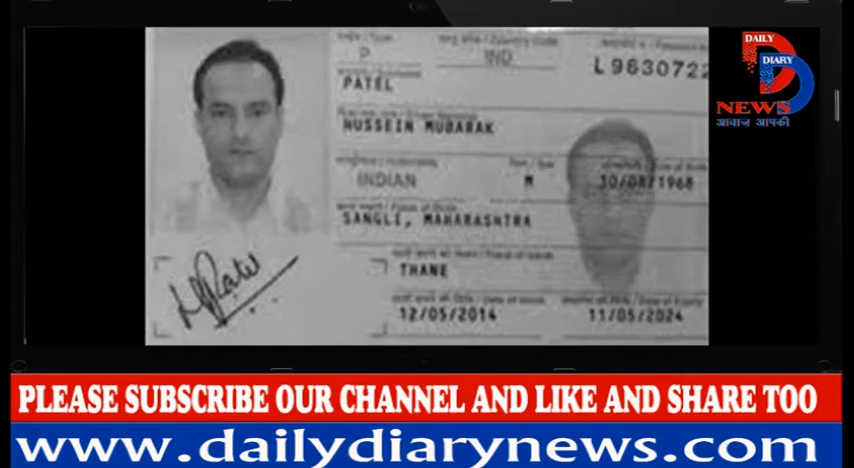 P
IND
L9630722
PATEL
HUSSEIN MUBARAK
INDIAN
M
30/08/1968
SANGLI, MAHARASHTRA
THANE
12/05/2014
11/05/2024
DAILY
DIARY
NEWS
आवाज आपकी
PLEASE SUBSCRIBE OUR CHANNEL AND LIKE AND SHARE TOO
www.dailydiarynews.com